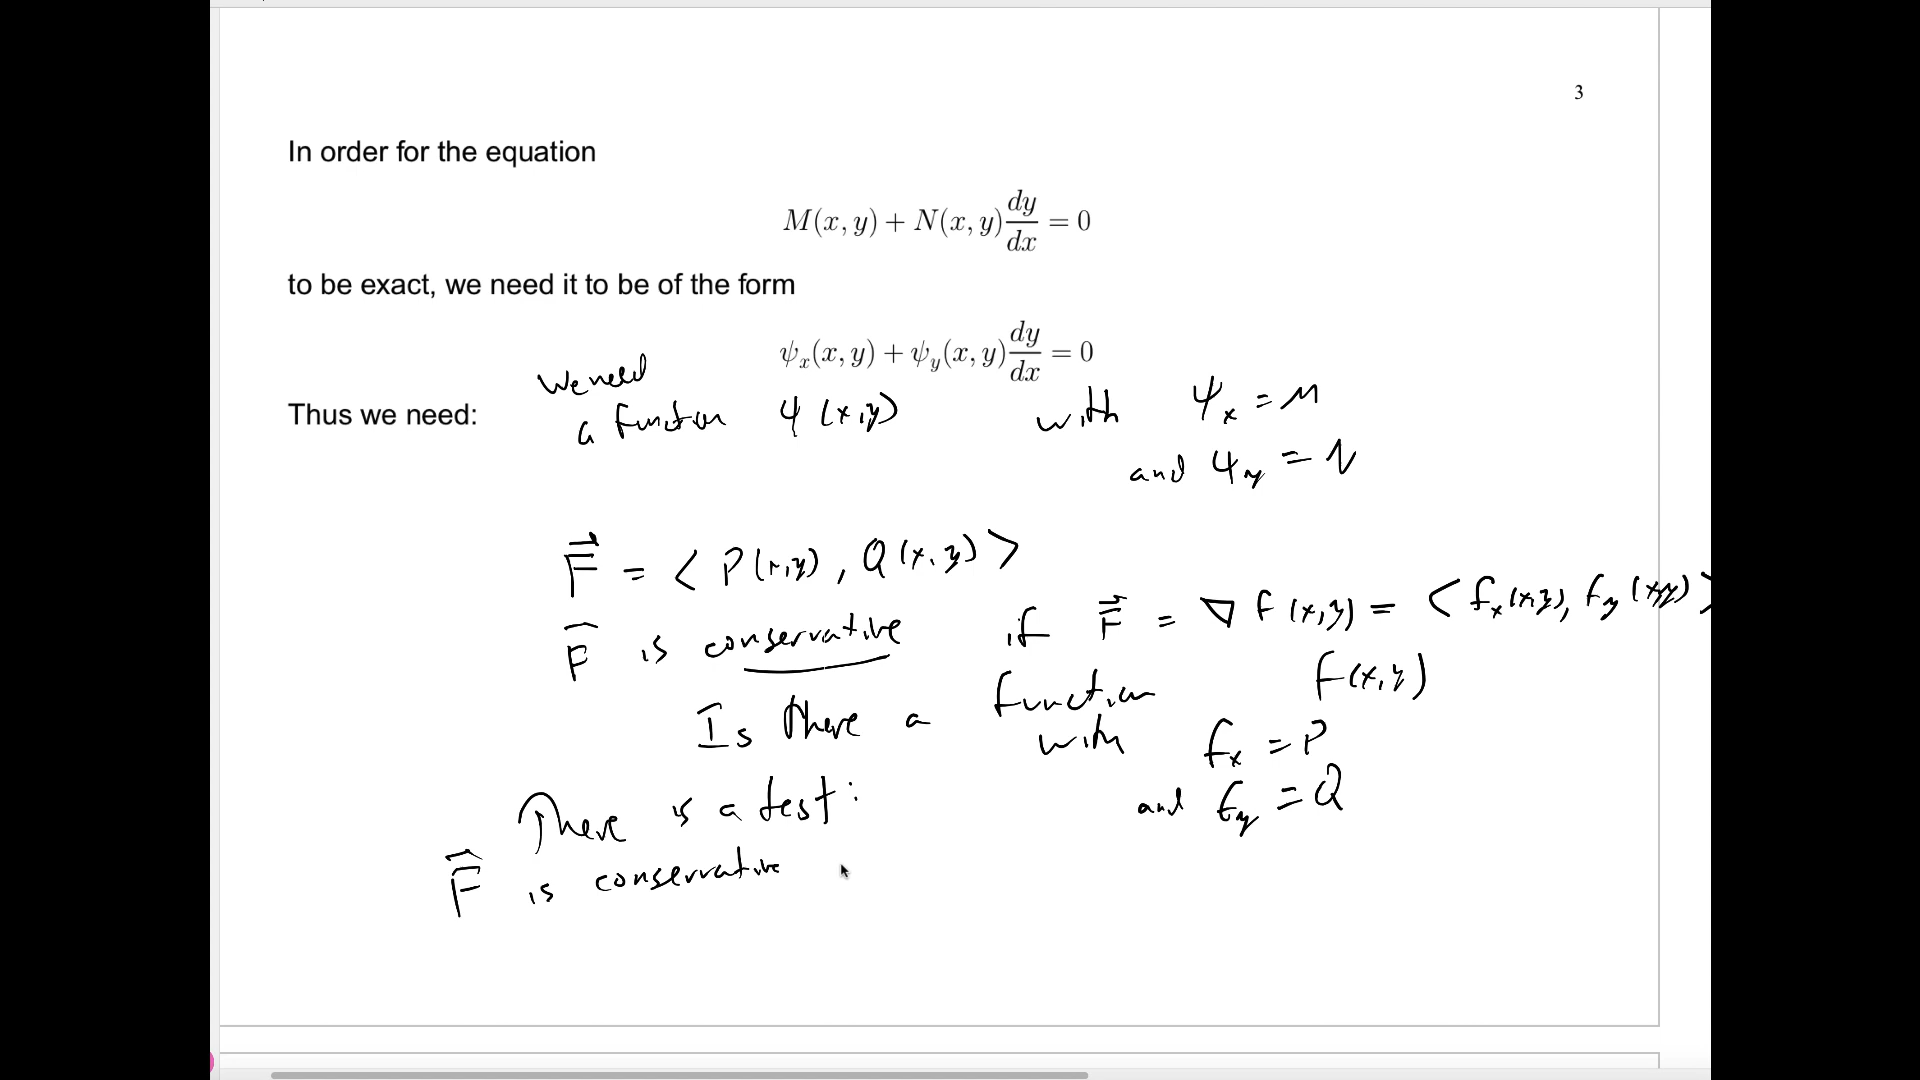 3
In order for the equation
M(x, y) + N(x, y) dy/dx = 0
to be exact, we need it to be of the form
ψ_x(x, y) + ψ_y(x, y) dy/dx = 0
Thus we need: We need a function ψ(x,y) with ψ_x = M
and ψ_y = N
F⃗ = < P(x,y), Q(x,y) >
F⃗ is conservative if F⃗ = ∇ f(x,y) = < f_x(x,y), f_y(x,y) >
Is there a function f(x,y)
with f_x = P
and f_y = Q
There is a test:
F⃗ is conservative